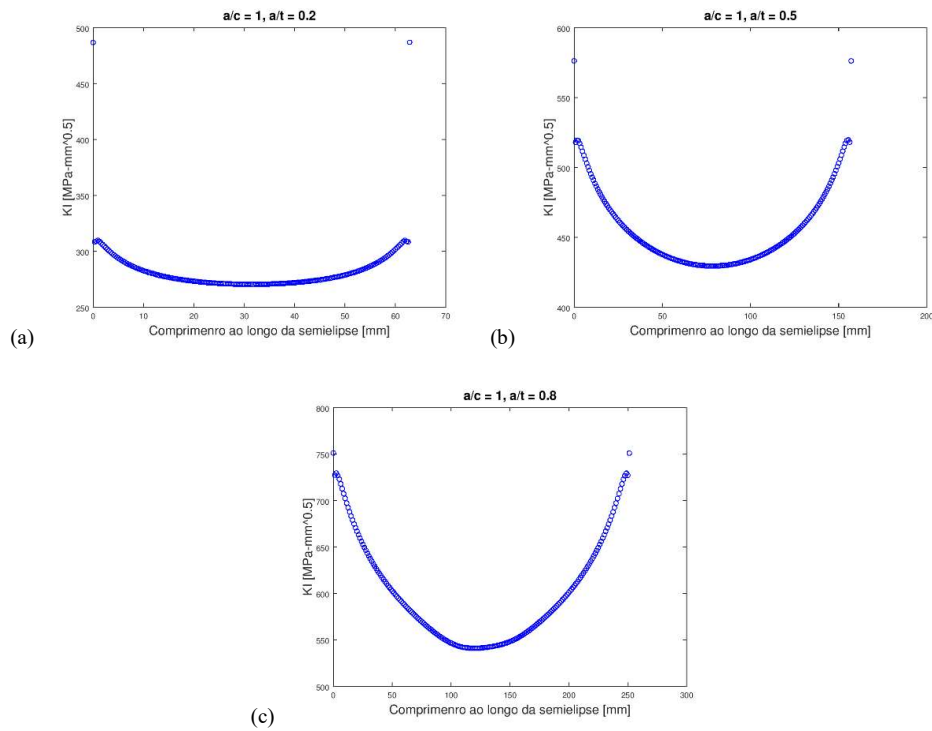 a/c = 1, a/t = 0.2
500
450
400
350
300
250
KI [MPa-mm^0.5]
0 10 20 30 40 50 60 70
Comprimenro ao longo da semielipse [mm]
(a)
a/c = 1, a/t = 0.5
600
550
500
450
400
KI [MPa-mm^0.5]
0 50 100 150 200
Comprimenro ao longo da semielipse [mm]
(b)
a/c = 1, a/t = 0.8
800
750
700
650
600
550
500
KI [MPa-mm^0.5]
0 50 100 150 200 250 300
Comprimenro ao longo da semielipse [mm]
(c)